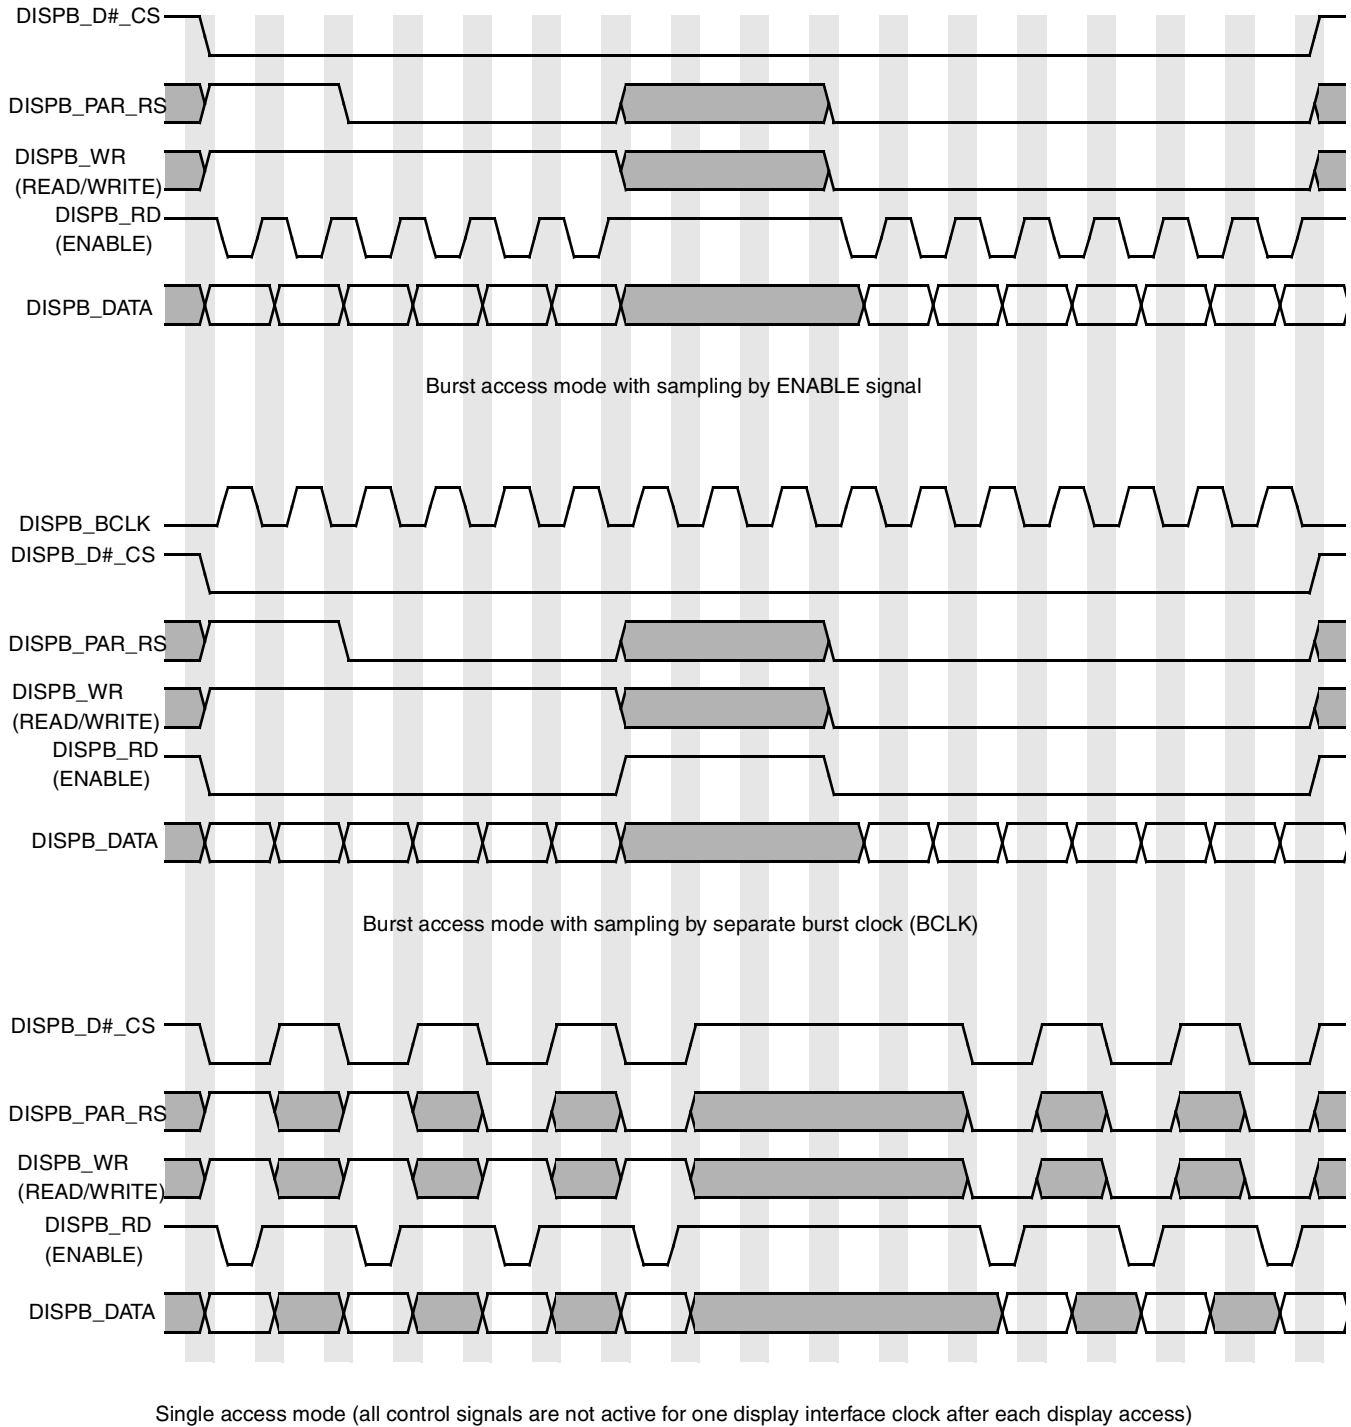 DISPB_D#_CS
DISPB_PAR_RS
DISPB_WR
(READ/WRITE)
DISPB_RD
(ENABLE)
DISPB_DATA
Burst access mode with sampling by ENABLE signal
DISPB_BCLK
DISPB_D#_CS
DISPB_PAR_RS
DISPB_WR
(READ/WRITE)
DISPB_RD
(ENABLE)
DISPB_DATA
Burst access mode with sampling by separate burst clock (BCLK)
DISPB_D#_CS
DISPB_PAR_RS
DISPB_WR
(READ/WRITE)
DISPB_RD
(ENABLE)
DISPB_DATA
Single access mode (all control signals are not active for one display interface clock after each display access)